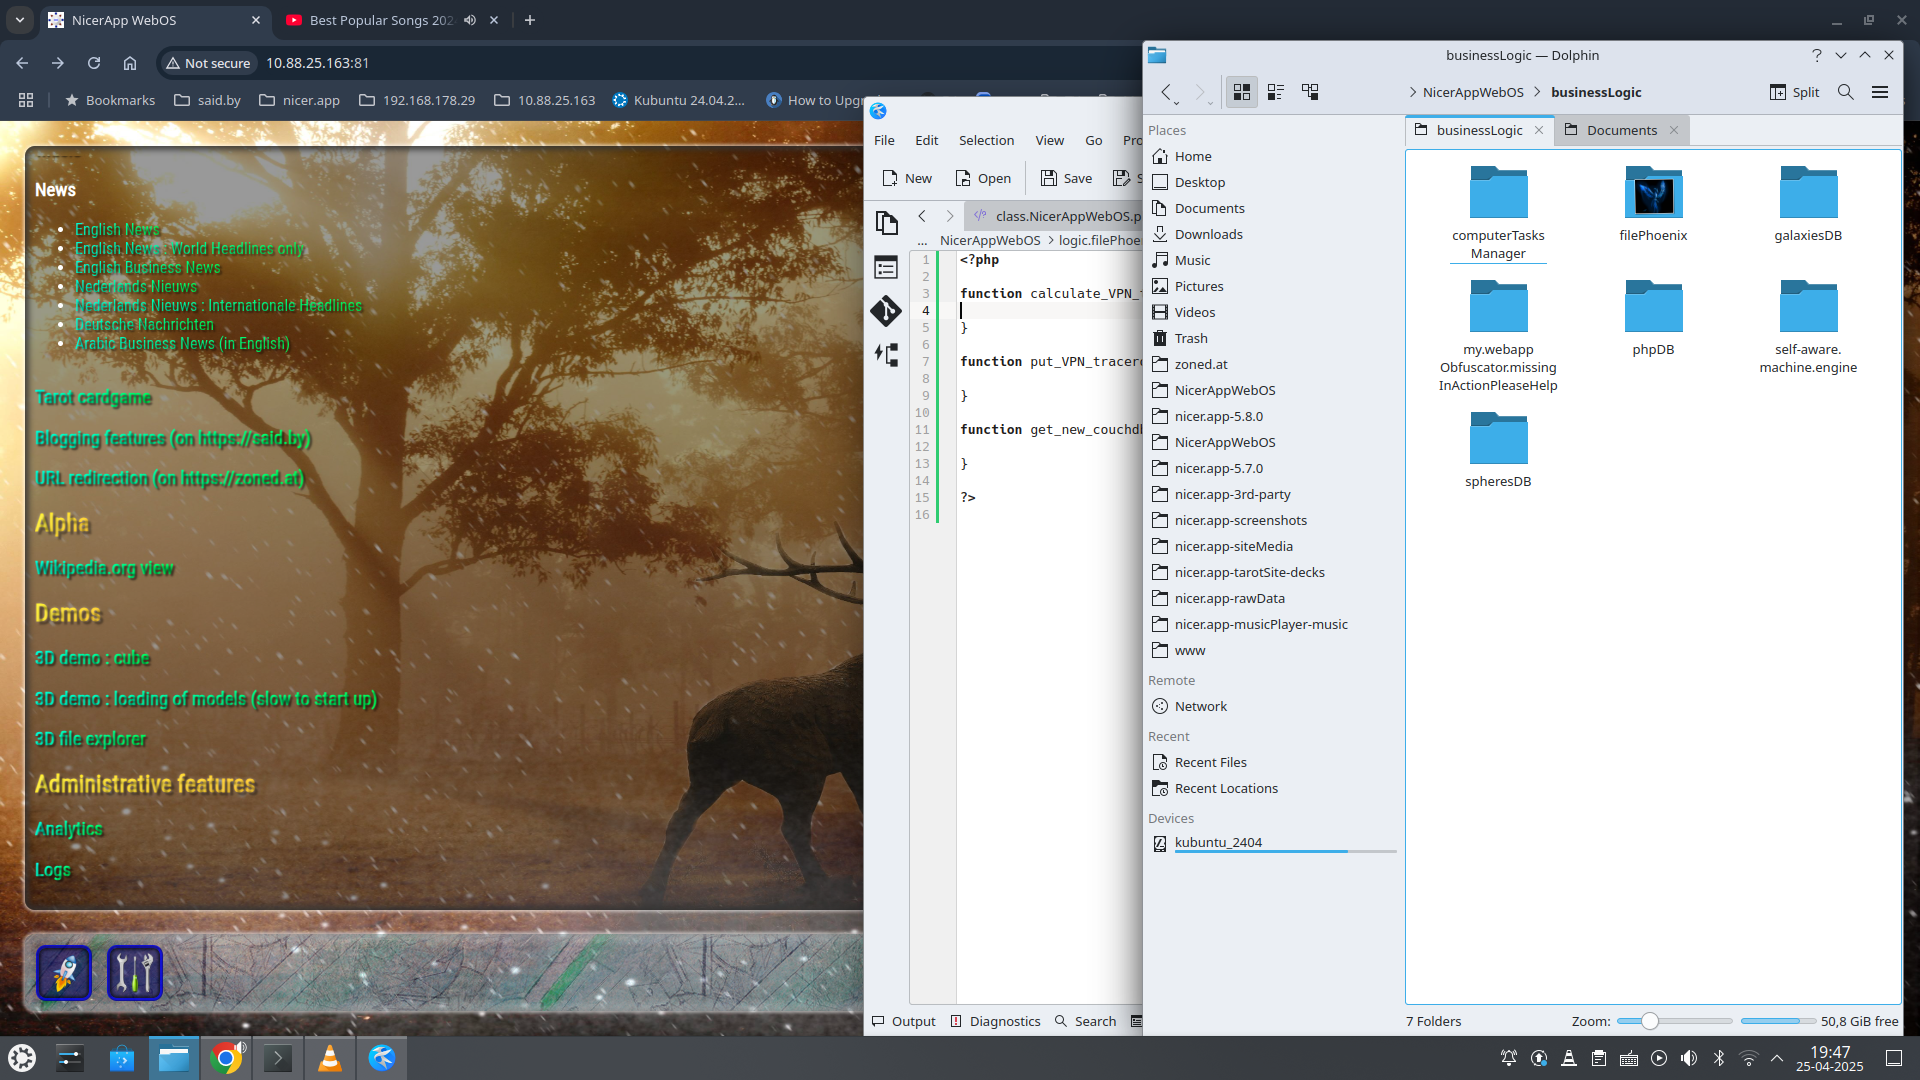 NicerApp WebOS
Best Popular Songs 202
Not secure
10.88.25.163:81
Bookmarks
said.by
nicer.app
192.168.178.29
10.88.25.163
Kubuntu 24.04.2...
How to Upgr
News
English News
English News : World Headlines only
English Business News
Nederlands Nieuws
Nederlands Nieuws : Internationale Headlines
Deutsche Nachrichten
Arabic Business News (in English)
Tarot cardgame
Blogging features (on https://said.by)
URL redirection (on https://zoned.at)
Alpha
Wikipedia.org view
Demos
3D demo : cube
3D demo : loading of models (slow to start up)
3D file explorer
Administrative features
Analytics
Logs
File
Edit
Selection
View
Go
Pro
New
Open
Save
S
class.NicerAppWebOS.p
... NicerAppWebOS > logic.filePhoe
1 <?php
2
3 function calculate_VPN_
4
5 }
6
7 function put_VPN_tracero
8
9 }
10
11 function get_new_couchdb
12
13 }
14
15 ?>
16
Output
Diagnostics
Search
businessLogic — Dolphin
Split
NicerAppWebOS > businessLogic
businessLogic
Documents
Places
Home
Desktop
Documents
Downloads
Music
Pictures
Videos
Trash
zoned.at
NicerAppWebOS
nicer.app-5.8.0
NicerAppWebOS
nicer.app-5.7.0
nicer.app-3rd-party
nicer.app-screenshots
nicer.app-siteMedia
nicer.app-tarotSite-decks
nicer.app-rawData
nicer.app-musicPlayer-music
www
Remote
Network
Recent
Recent Files
Recent Locations
Devices
kubuntu_2404
computerTasks
Manager
filePhoenix
galaxiesDB
my.webapp
Obfuscator.missing
InActionPleaseHelp
phpDB
self-aware.
machine.engine
spheresDB
7 Folders
Zoom:
50,8 GiB free
19:47
25-04-2025